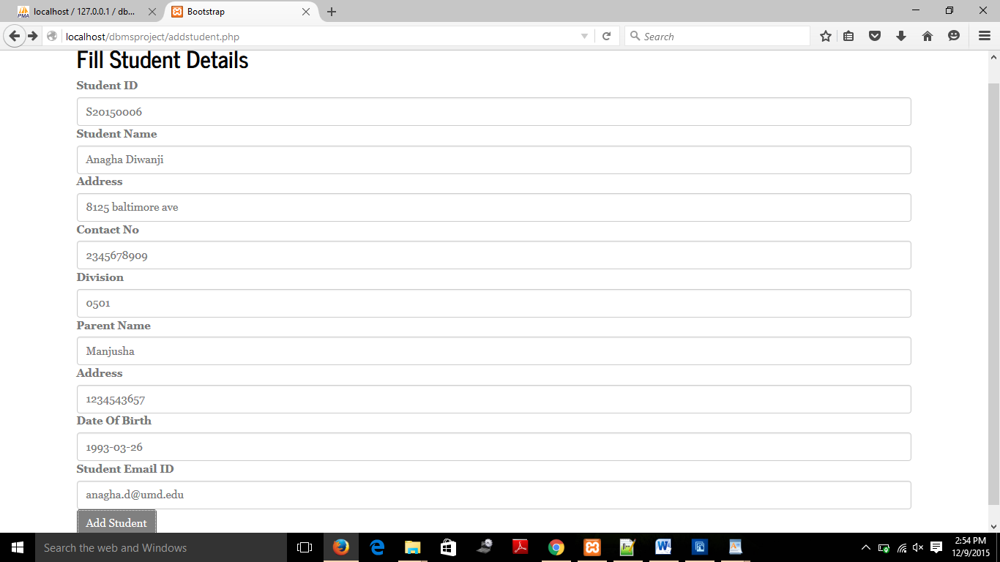 localhost / 127.0.0.1 / db...
Bootstrap
localhost/dbmsproject/addstudent.php
Search
Fill Student Details
Student ID
S20150006
Student Name
Anagha Diwanji
Address
8125 baltimore ave
Contact No
2345678909
Division
0501
Parent Name
Manjusha
Address
1234543657
Date Of Birth
1993-03-26
Student Email ID
anagha.d@umd.edu
Add Student
Search the web and Windows
2:54 PM
12/9/2015